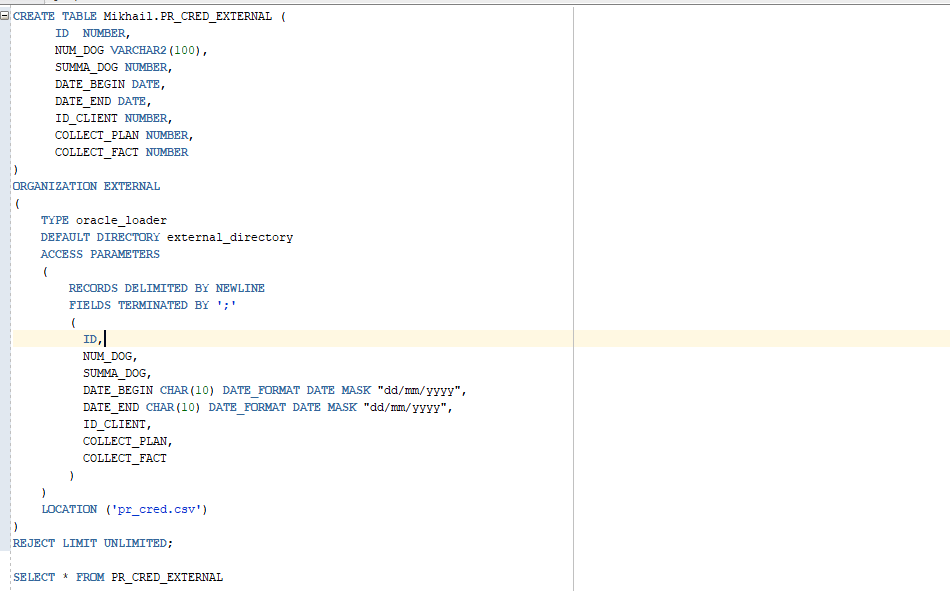 CREATE TABLE Mikhail.PR_CRED_EXTERNAL (
ID  NUMBER,
NUM_DOG VARCHAR2(100),
SUMMA_DOG NUMBER,
DATE_BEGIN DATE,
DATE_END DATE,
ID_CLIENT NUMBER,
COLLECT_PLAN NUMBER,
COLLECT_FACT NUMBER
)
ORGANIZATION EXTERNAL
(
TYPE oracle_loader
DEFAULT DIRECTORY external_directory
ACCESS PARAMETERS
(
RECORDS DELIMITED BY NEWLINE
FIELDS TERMINATED BY ';'
(
ID,
NUM_DOG,
SUMMA_DOG,
DATE_BEGIN CHAR(10) DATE_FORMAT DATE MASK "dd/mm/yyyy",
DATE_END CHAR(10) DATE_FORMAT DATE MASK "dd/mm/yyyy",
ID_CLIENT,
COLLECT_PLAN,
COLLECT_FACT
)
)
LOCATION ('pr_cred.csv')
)
REJECT LIMIT UNLIMITED;
SELECT * FROM PR_CRED_EXTERNAL